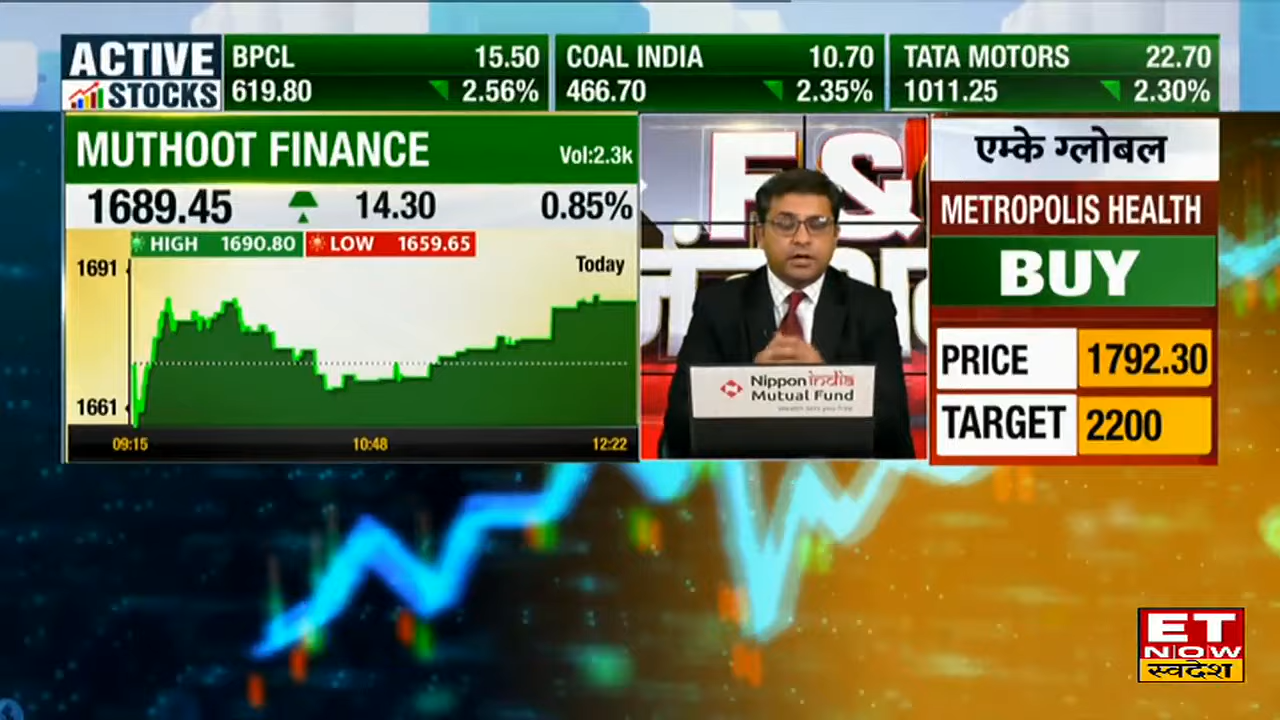 ACTIVE
STOCKS
BPCL 15.50
619.80 2.56%
COAL INDIA 10.70
466.70 2.35%
TATA MOTORS 22.70
1011.25 2.30%
MUTHOOT FINANCE Vol:2.3k
1689.45 14.30 0.85%
HIGH 1690.80 LOW 1659.65
Today
1691
1661
09:15 10:48 12:22
F&
Nippon india
Mutual Fund
एम्के ग्लोबल
METROPOLIS HEALTH
BUY
PRICE 1792.30
TARGET 2200
ET
NOW
स्वदेश